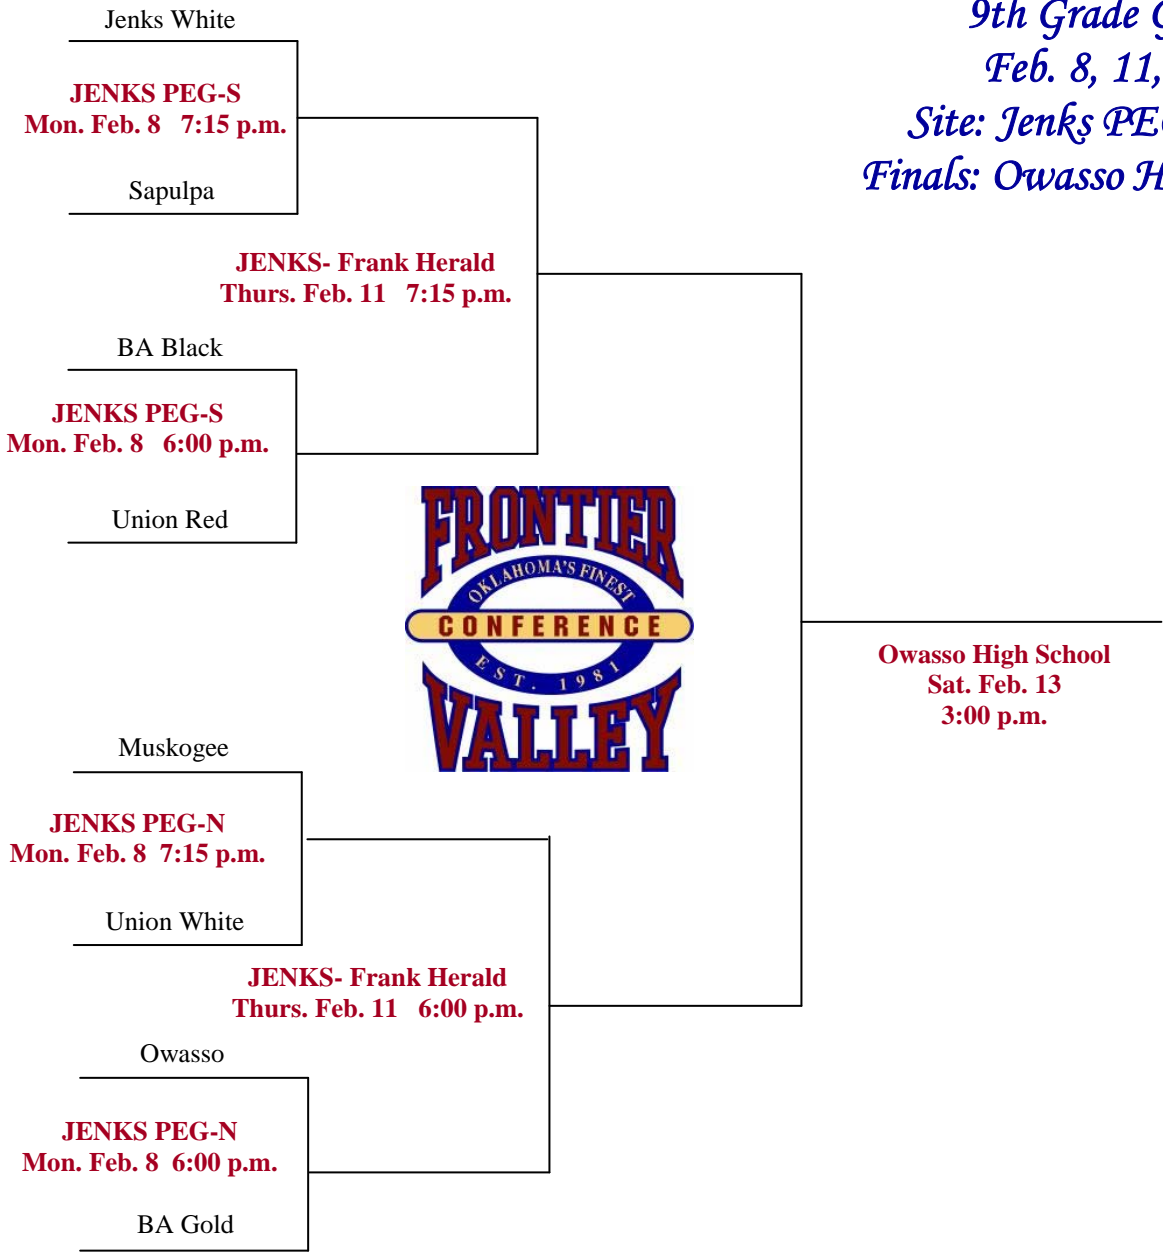 Jenks White
9th Grade
Feb. 8, 11,
Site: Jenks
Finals: Owasso
JENKS PEG-S
Mon. Feb. 8 7:15 p.m.
Sapulpa
JENKS- Frank Herald
Thurs. Feb. 11 7:15 p.m.
BA Black
JENKS PEG-S
Mon. Feb. 8 6:00 p.m.
Union Red
FRONTIER
OKLAHOMA'S FINEST
CONFERENCE
EST. 1981
VALLEY
Owasso High School
Sat. Feb. 13
3:00 p.m.
Muskogee
JENKS PEG-N
Mon. Feb. 8 7:15 p.m.
Union White
JENKS- Frank Herald
Thurs. Feb. 11 6:00 p.m.
Owasso
JENKS PEG-N
Mon. Feb. 8 6:00 p.m.
BA Gold